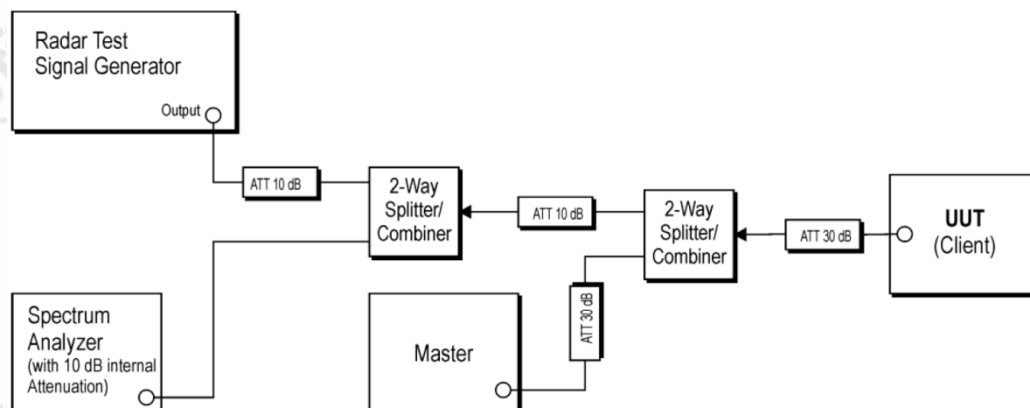 Radar Test
Signal Generator
Output
ATT 10 dB
2-Way
Splitter/
Combiner
ATT 10 dB
2-Way
Splitter/
Combiner
ATT 30 dB
UUT
(Client)
Spectrum
Analyzer
(with 10 dB internal
Attenuation)
Master
ATT 30 dB